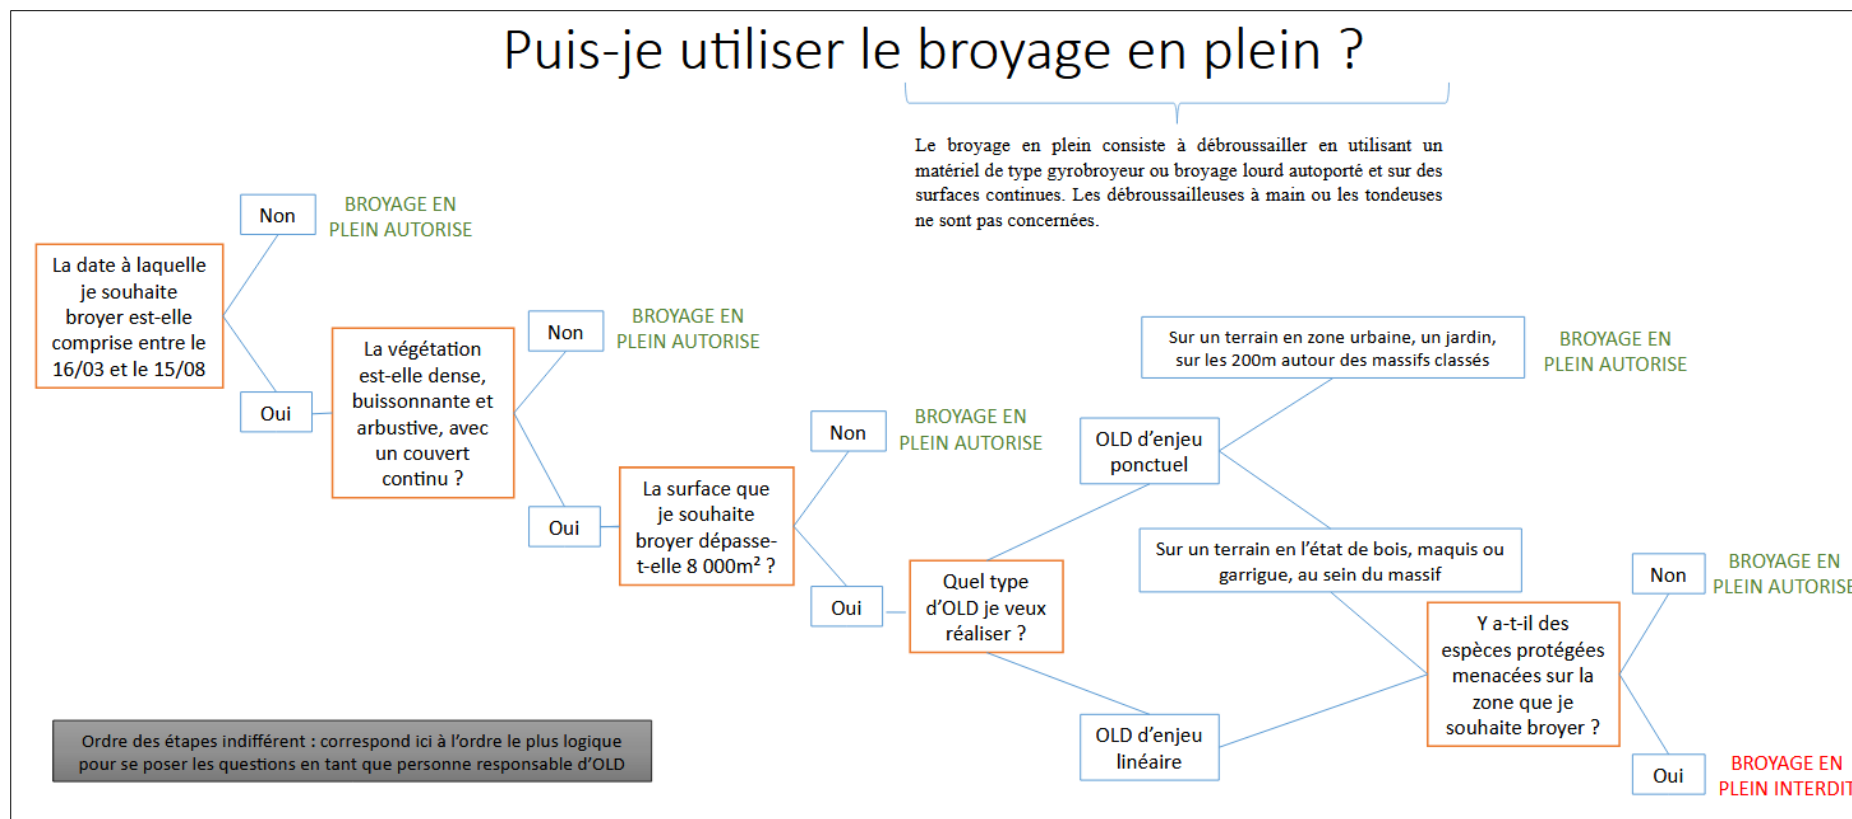 Puis-je utiliser le broyage en plein ?
Le broyage en plein consiste à débroussailler en utilisant un
matériel de type gyrobroyeur ou broyage lourd autoporté et sur des
surfaces continues. Les débroussailleuses à main ou les tondeuses
ne sont pas concernées.
La date à laquelle
je souhaite
broyer est-elle
comprise entre le
16/03 et le 15/08
Non
BROYAGE EN
PLEIN AUTORISE
Oui
La végétation
est-elle dense,
buissonnante et
arbustive, avec
un couvert
continu ?
Non
BROYAGE EN
PLEIN AUTORISE
Oui
La surface que
je souhaite
broyer dépasse-
t-elle 8 000m² ?
Non
BROYAGE EN
PLEIN AUTORISE
Oui
Quel type
d'OLD je veux
réaliser ?
OLD d'enjeu
ponctuel
Sur un terrain en zone urbaine, un jardin,
sur les 200m autour des massifs classés
BROYAGE EN
PLEIN AUTORISE
Sur un terrain en l'état de bois, maquis ou
garrigue, au sein du massif
OLD d'enjeu
linéaire
Y a-t-il des
espèces protégées
menacées sur la
zone que je
souhaite broyer ?
Non
BROYAGE EN
PLEIN AUTORISE
Oui
BROYAGE EN
PLEIN INTERDIT
Ordre des étapes indifférent : correspond ici à l'ordre le plus logique
pour se poser les questions en tant que personne responsable d'OLD